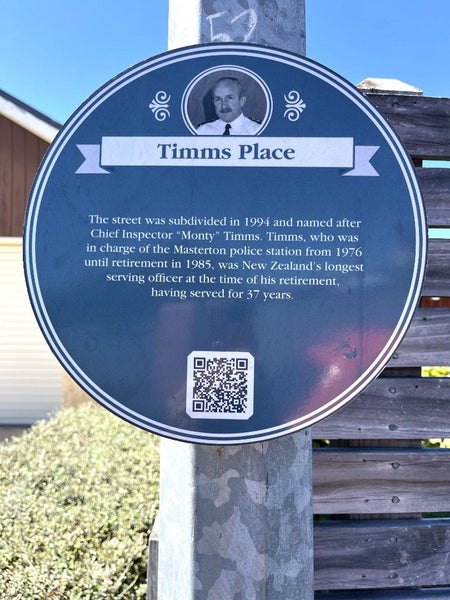 57
Timms Place
The street was subdivided in 1994 and named after
Chief Inspector “Monty” Timms. Timms, who was
in charge of the Masterton police station from 1976
until retirement in 1985, was New Zealand’s longest
serving officer at the time of his retirement,
having served for 37 years.